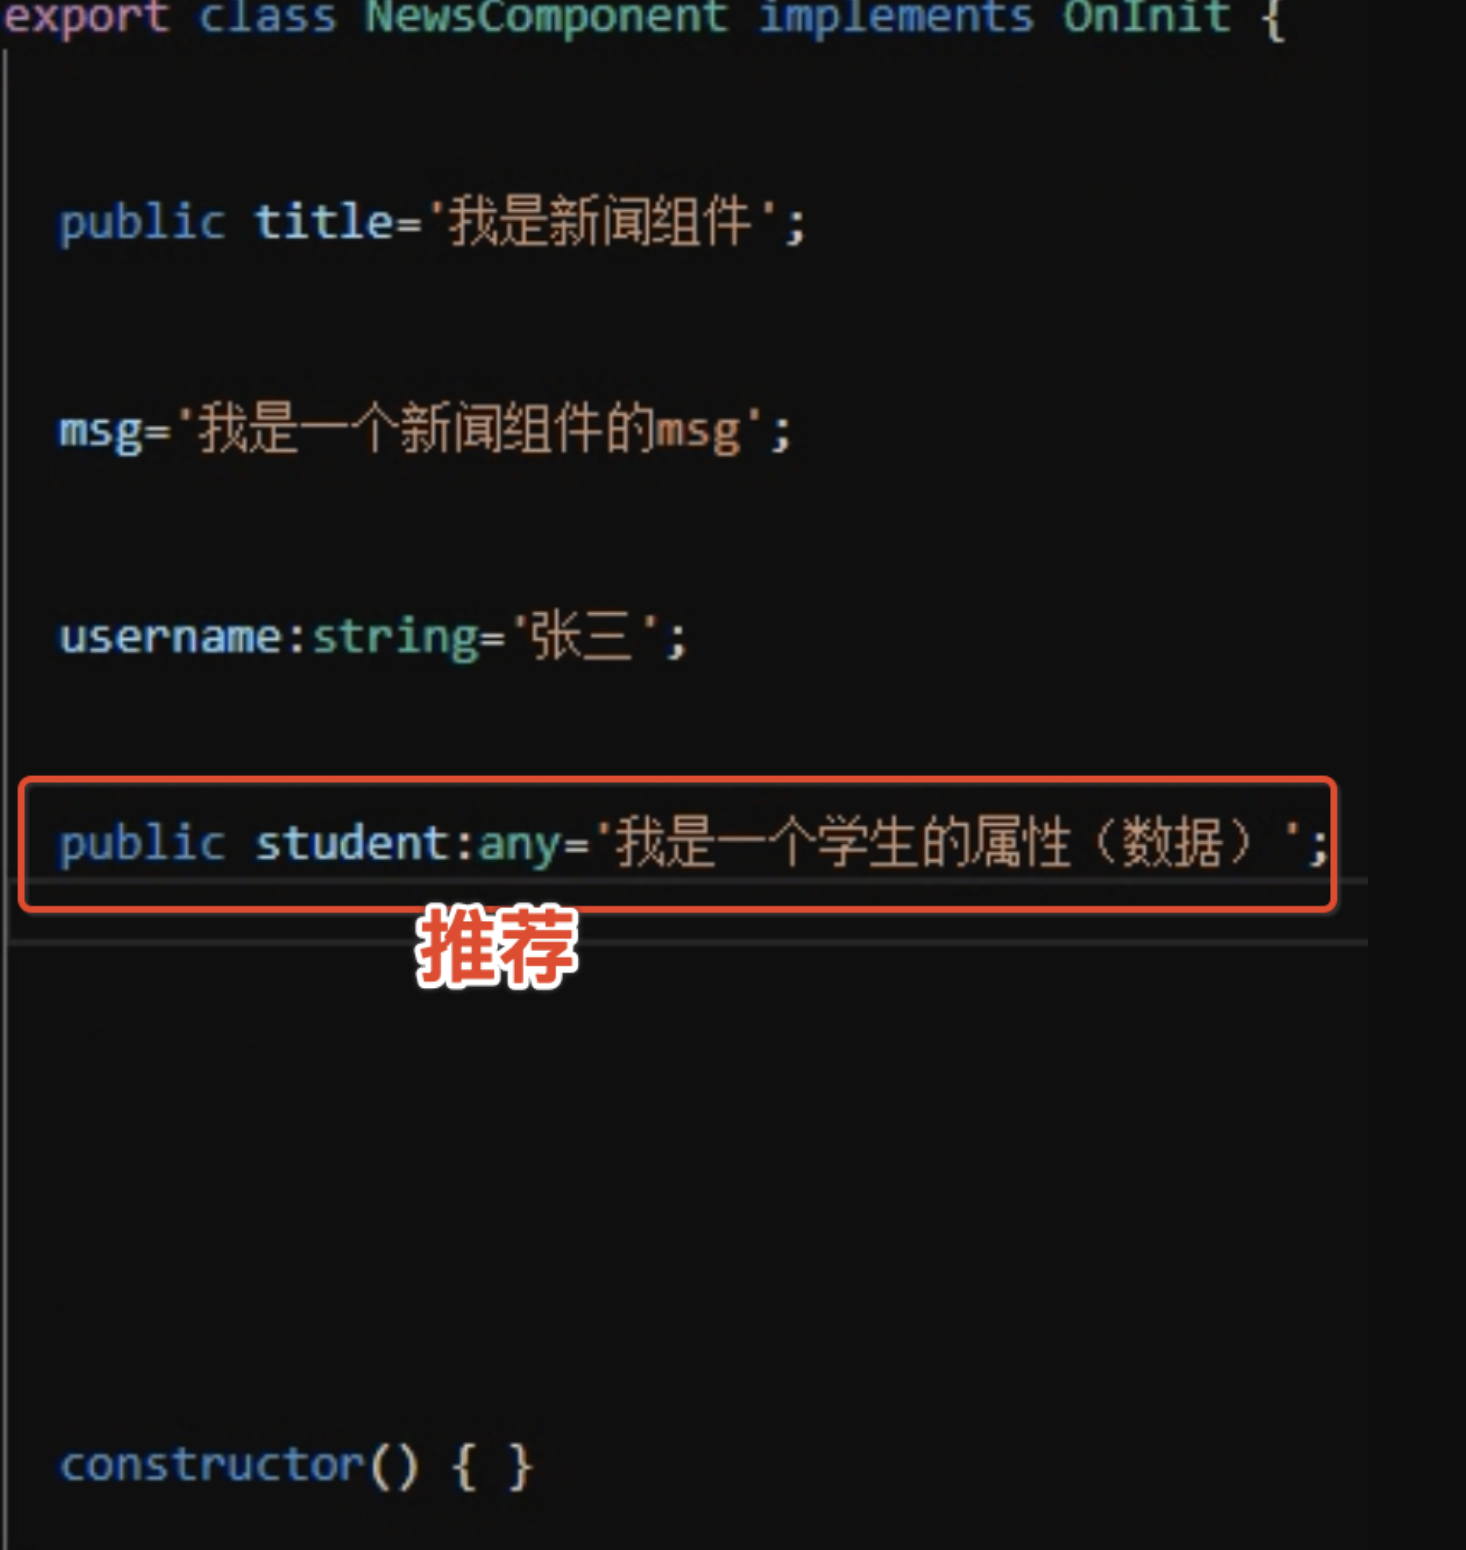 export class NewsComponent implements OnInit {
public title='我是新闻组件';
msg='我是一个新闻组件的msg';
username:string='张三';
public student:any='我是一个学生的属性（数据）';
推荐
constructor() { }